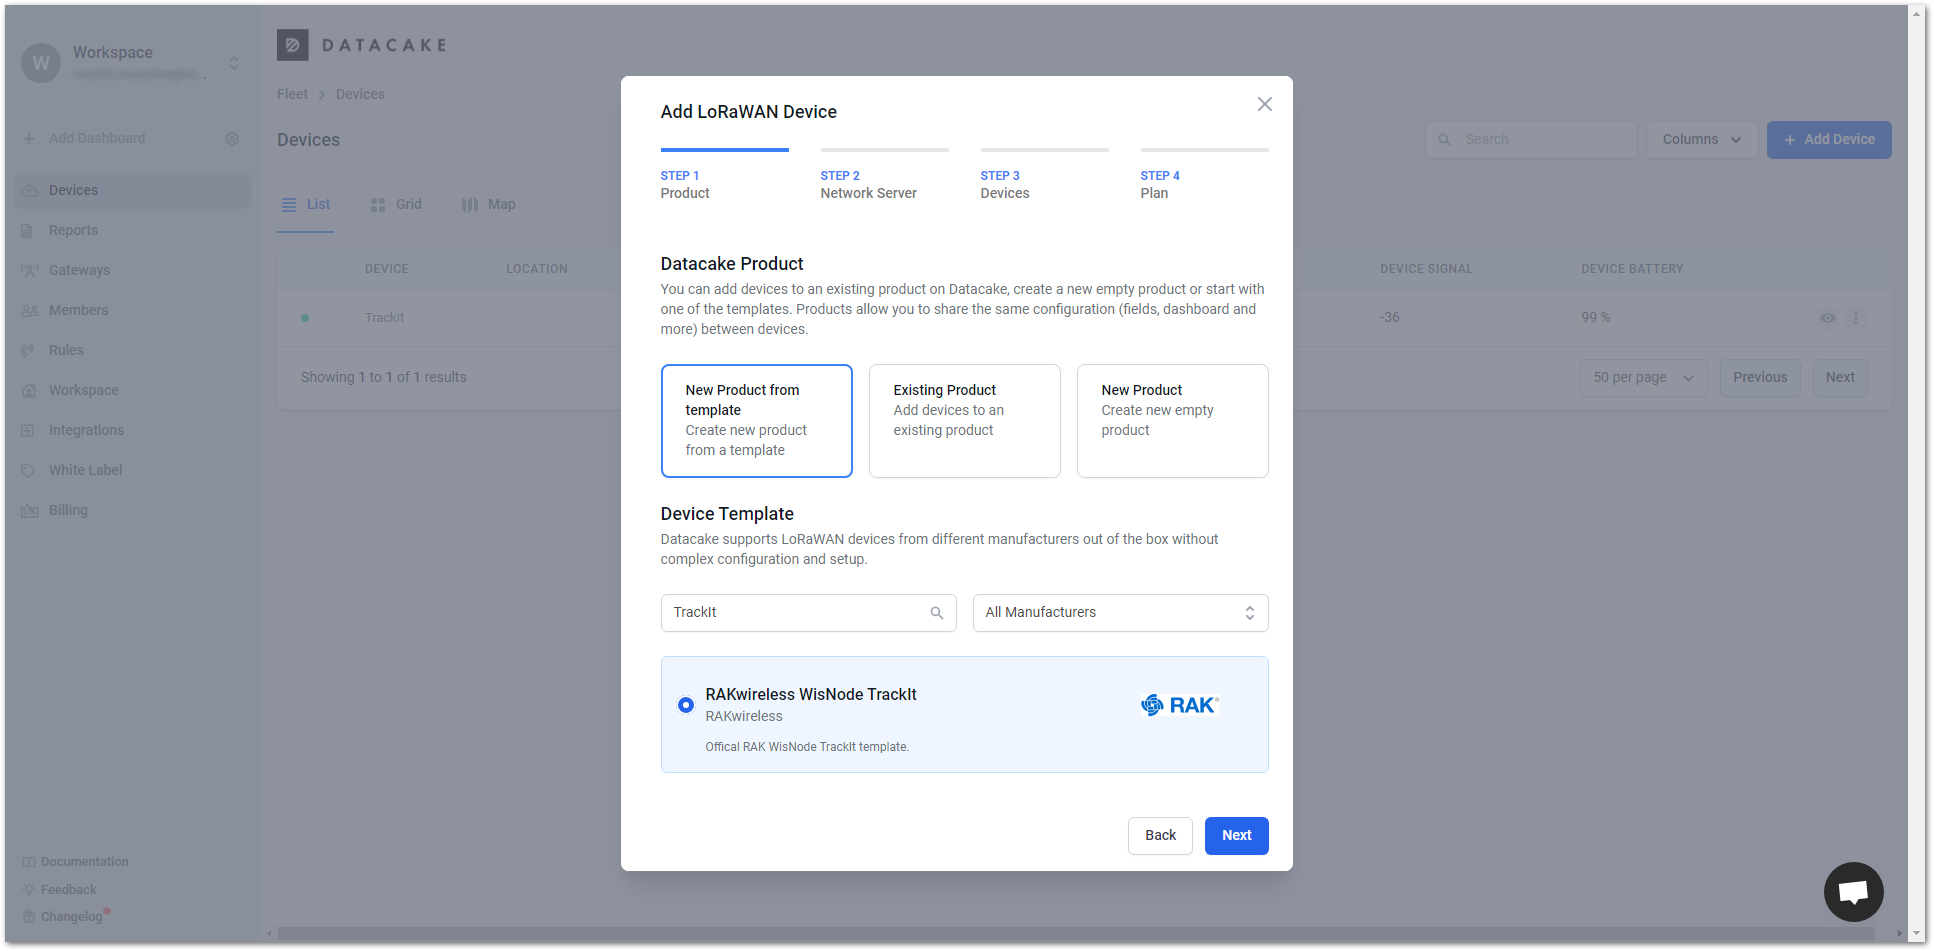 W
Workspace
DATACAKE
Fleet > Devices
Add Dashboard
Devices
Search
Columns
+ Add Device
Devices
List
Grid
Map
Reports
Gateways
Members
Rules
Workspace
Integrations
White Label
Billing
DEVICE
LOCATION
DEVICE SIGNAL
DEVICE BATTERY
TrackIt
-36
99 %
Showing 1 to 1 of 1 results
50 per page
Previous
Next
Documentation
Feedback
Changelog
Add LoRaWAN Device
STEP 1
Product
STEP 2
Network Server
STEP 3
Devices
STEP 4
Plan
Datacake Product
You can add devices to an existing product on Datacake, create a new empty product or start with
one of the templates. Products allow you to share the same configuration (fields, dashboard and
more) between devices.
New Product from
template
Create new product
from a template
Existing Product
Add devices to an
existing product
New Product
Create new empty
product
Device Template
Datacake supports LoRaWAN devices from different manufacturers out of the box without
complex configuration and setup.
TrackIt
All Manufacturers
RAKwireless WisNode TrackIt
RAKwireless
RAK
Offical RAK WisNode TrackIt template.
Back
Next